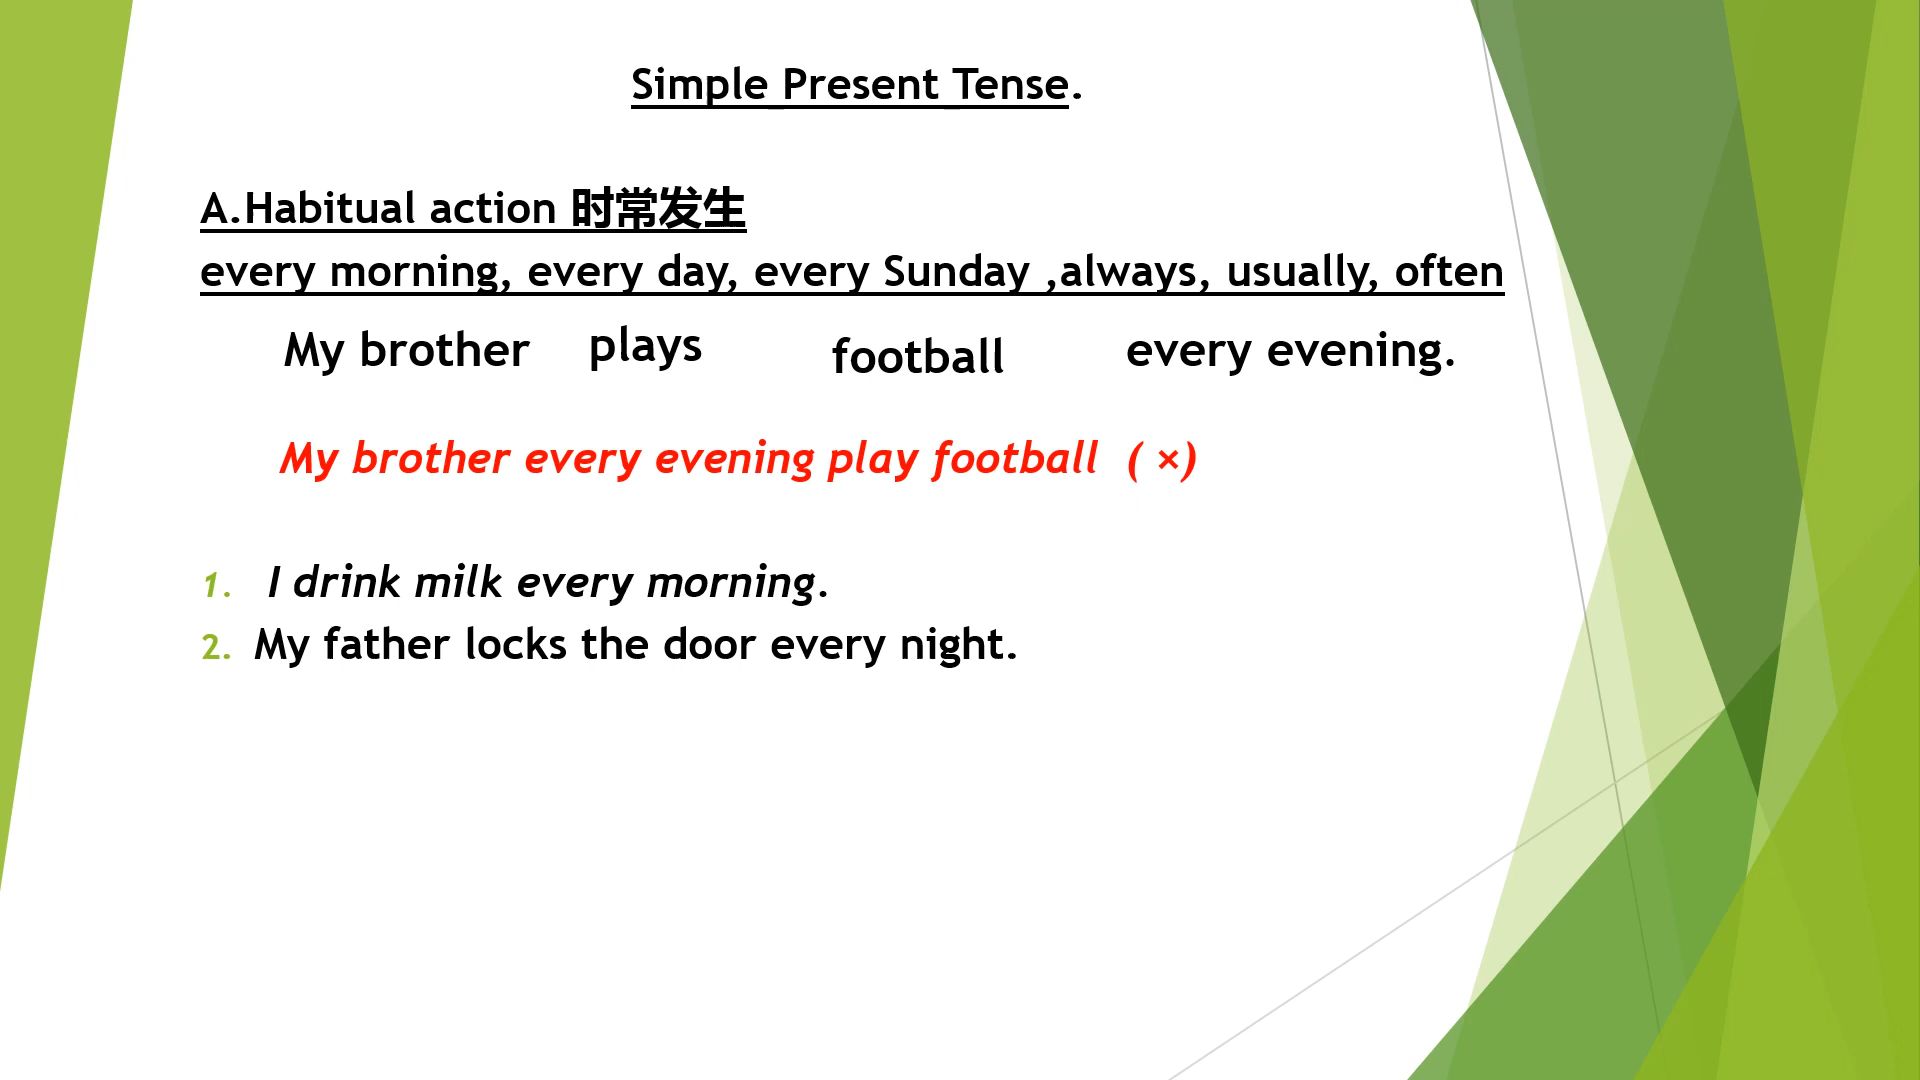 Simple Present Tense.
A.Habitual action 时常发生
every morning, every day, every Sunday ,always, usually, often
My brother plays football every evening.
My brother every evening play football ( ×)
1. I drink milk every morning.
2. My father locks the door every night.